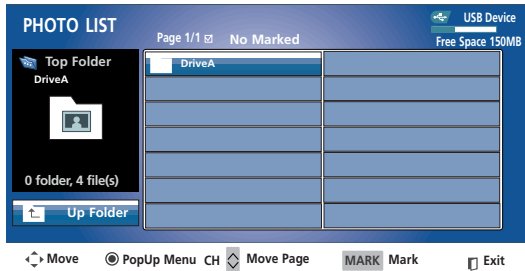 PHOTO LIST
Page 1/1 ☑ No Marked
USB Device
Free Space 150MB
Top Folder
DriveA
DriveA
0 folder, 4 file(s)
Up Folder
Move PopUp Menu CH Move Page MARK Mark Exit